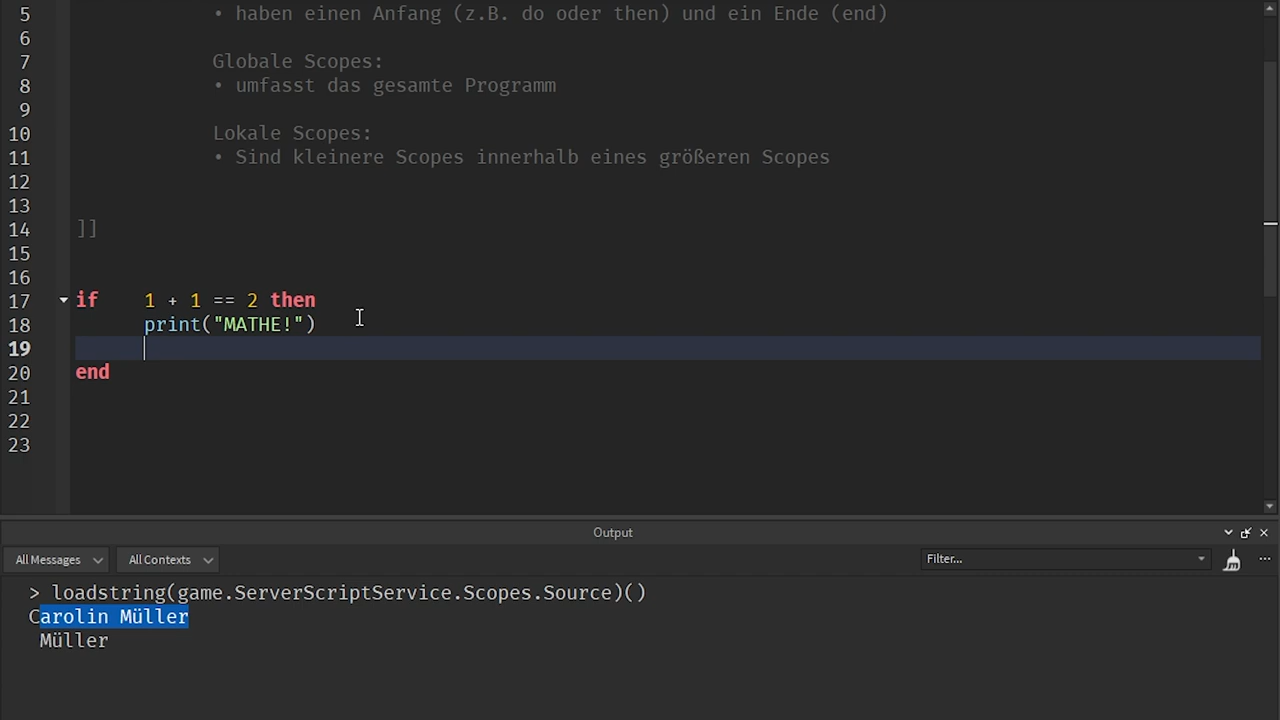 5 • haben einen Anfang (z.B. do oder then) und ein Ende (end)
6
7 Globale Scopes:
8 • umfasst das gesamte Programm
9
10 Lokale Scopes:
11 • Sind kleinere Scopes innerhalb eines größeren Scopes
12
13
14 ]]
15
16
17 if 1 + 1 == 2 then
18 print("MATHE!")
19
20 end
21
22
23
Output
All Messages All Contexts Filter...
> loadstring(game.ServerScriptService.Scopes.Source)()
Carolin Müller
Müller